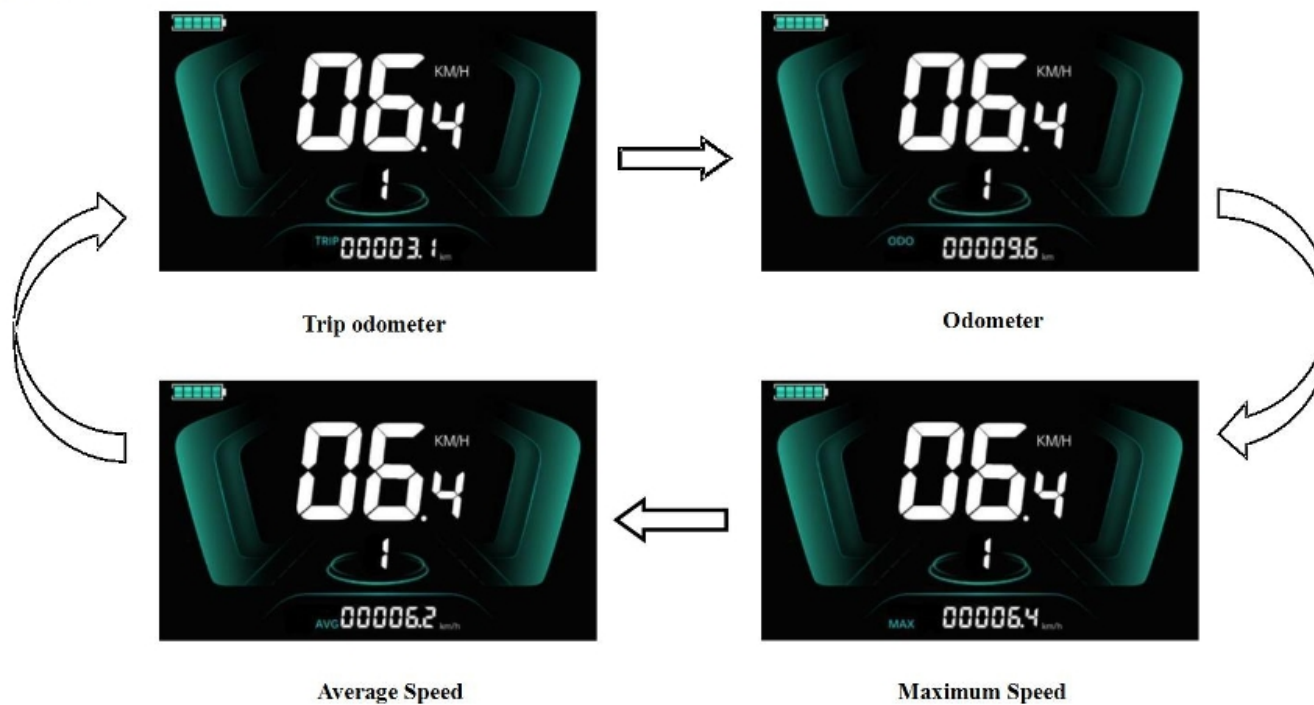 KM/H
06.4
1
TRIP 00003.1 km
Trip odometer
KM/H
06.4
1
ODO 00009.6 km
Odometer
KM/H
06.4
1
AVG 00006.2 km/h
Average Speed
KM/H
06.4
1
MAX 00006.4 km/h
Maximum Speed